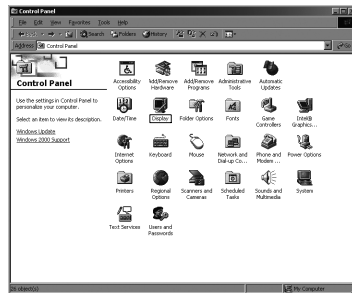 Control Panel
File Edit View Favorites Tools Help
Search Folders History
Address Control Panel Go
Control Panel
Use the settings in Control Panel to
personalize your computer.
Select an item to view its description.
Windows Update
Windows 2000 Support
Accessibility Options
Add/Remove Hardware
Add/Remove Programs
Administrative Tools
Automatic Updates
Date/Time
Display
Folder Options
Fonts
Game Controllers
Intel® Graphics...
Internet Options
Keyboard
Mouse
Network and Dial-up Co...
Phone and Modem ...
Power Options
Printers
Regional Options
Scanners and Cameras
Scheduled Tasks
Sounds and Multimedia
System
Text Services
Users and Passwords
26 object(s)
My Computer